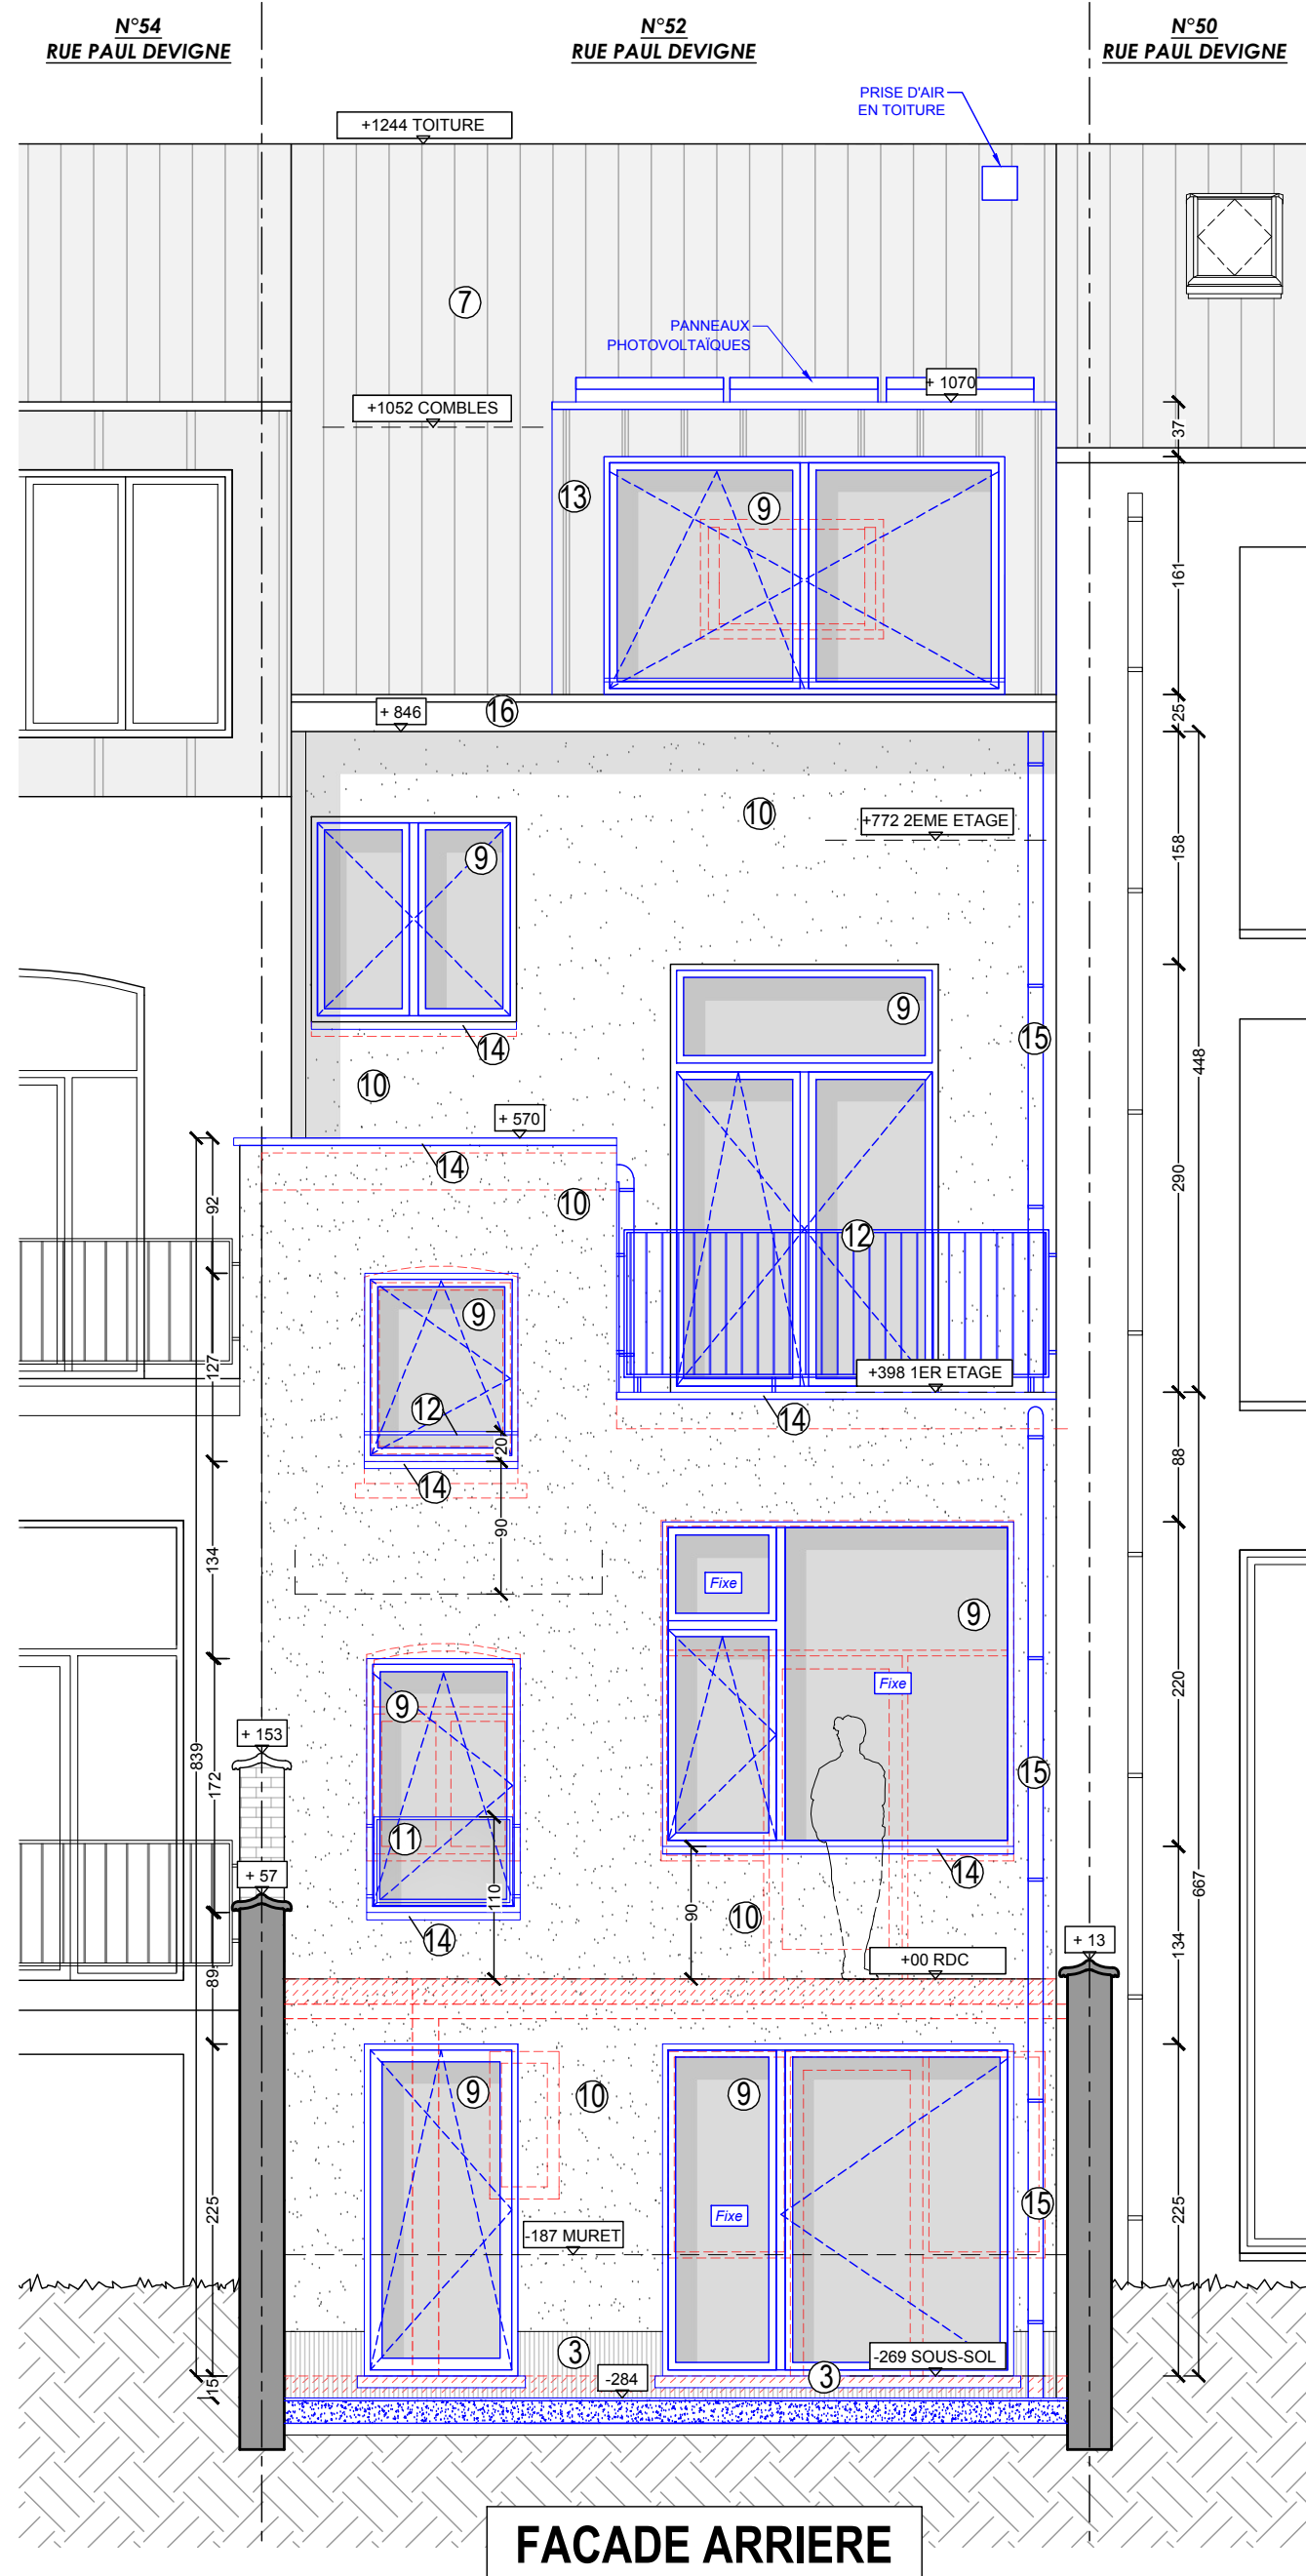 N°54
RUE PAUL DEVIGNE
N°52
RUE PAUL DEVIGNE
N°50
RUE PAUL DEVIGNE
PRISE D'AIR
EN TOITURE
+1244 TOITURE
7
PANNEAUX
PHOTOVOLTAÏQUES
+ 1070
+1052 COMBLES
37
13
9
161
+ 846
16
25
10
+772 2EME ETAGE
158
9
9
14
15
448
10
+ 570
14
92
10
290
12
9
127
+398 1ER ETAGE
12
14
20
14
88
90
134
Fixe
9
Fixe
220
9
+ 153
839
172
15
11
+ 57
110
14
667
90
10
14
+ 13
134
89
+00 RDC
9
10
9
225
Fixe
15
225
-187 MURET
3
-269 SOUS-SOL
3
-284
15
FACADE ARRIERE